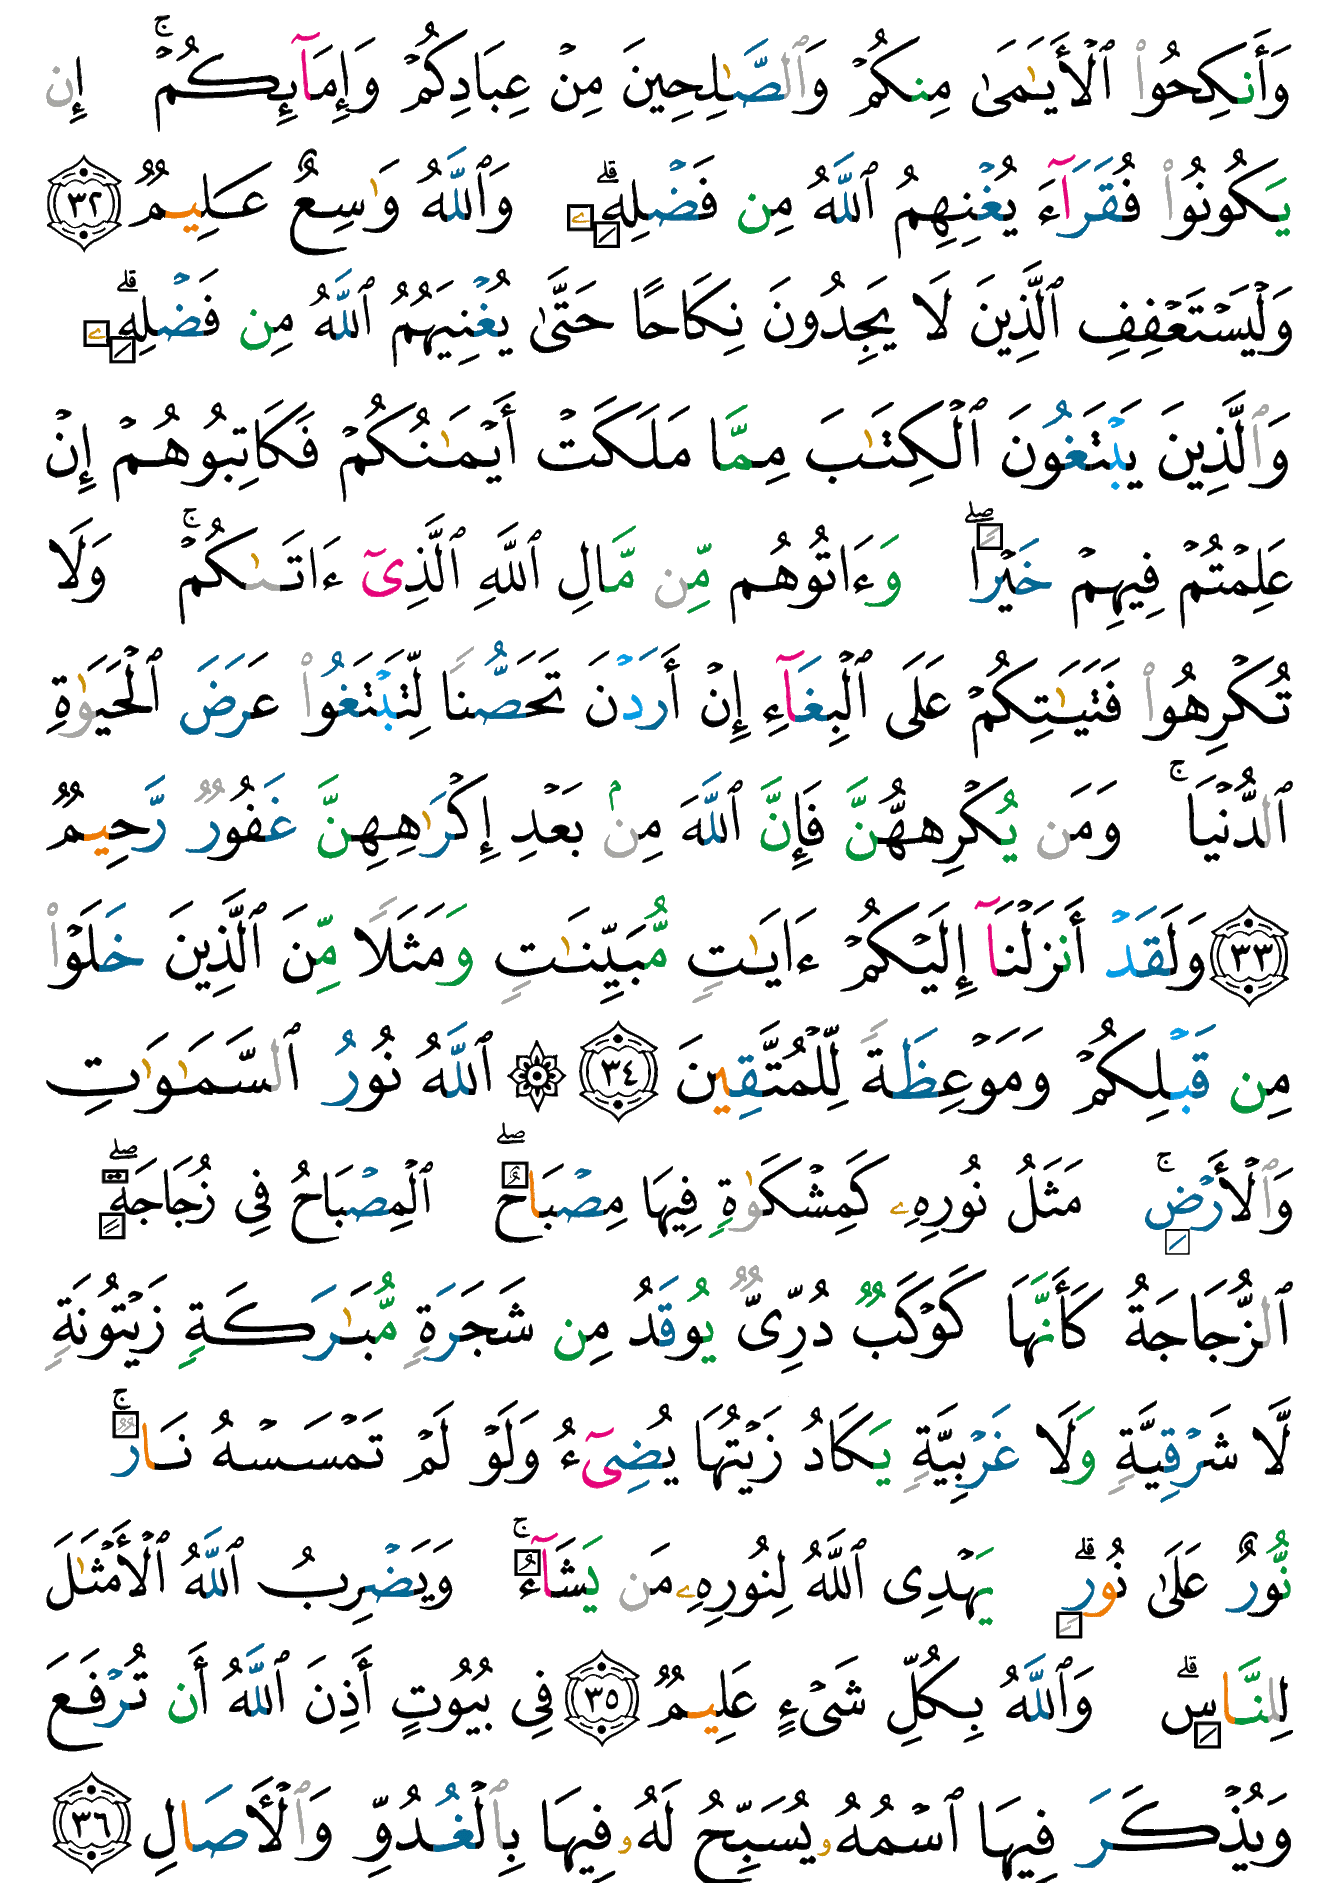 وَأَنكِحُوا۟ ٱلْأَيَـٰمَىٰ مِنكُمْ وَٱلصَّـٰلِحِينَ مِنْ عِبَادِكُمْ وَإِمَآئِكُمْ ۚ إِن
يَكُونُوا۟ فُقَرَآءَ يُغْنِهِمُ ٱللَّهُ مِن فَضْلِهِۦ ۗ وَٱللَّهُ وَٰسِعٌ عَلِيمٌ ٣٢
وَلْيَسْتَعْفِفِ ٱلَّذِينَ لَا يَجِدُونَ نِكَاحًا حَتَّىٰ يُغْنِيَهُمُ ٱللَّهُ مِن فَضْلِهِۦ ۗ
وَٱلَّذِينَ يَبْتَغُونَ ٱلْكِتَـٰبَ مِمَّا مَلَكَتْ أَيْمَـٰنُكُمْ فَكَاتِبُوهُمْ إِنْ
عَلِمْتُمْ فِيهِمْ خَيْرًا ۖ وَءَاتُوهُم مِّن مَّالِ ٱللَّهِ ٱلَّذِىٓ ءَاتَىٰكُمْ ۚ وَلَا
تُكْرِهُوا۟ فَتَيَـٰتِكُمْ عَلَى ٱلْبِغَآءِ إِنْ أَرَدْنَ تَحَصُّنًا لِّتَبْتَغُوا۟ عَرَضَ ٱلْحَيَوٰةِ
ٱلدُّنْيَا ۚ وَمَن يُكْرِههُّنَّ فَإِنَّ ٱللَّهَ مِنۢ بَعْدِ إِكْرَٰهِهِنَّ غَفُورٌ رَّحِيمٌ
٣٣ وَلَقَدْ أَنزَلْنَآ إِلَيْكُمْ ءَايَـٰتٍ مُّبَيِّنَـٰتٍ وَمَثَلًا مِّنَ ٱلَّذِينَ خَلَوْا۟
مِن قَبْلِكُمْ وَمَوْعِظَةً لِّلْمُتَّقِينَ ٣٤ ۞ ٱللَّهُ نُورُ ٱلسَّمَـٰوَٰتِ
وَٱلْأَرْضِ ۚ مَثَلُ نُورِهِۦ كَمِشْكَوٰةٍ فِيهَا مِصْبَاحٌ ۖ ٱلْمِصْبَاحُ فِى زُجَاجَةٍ ۖ
ٱلزُّجَاجَةُ كَأَنَّهَا كَوْكَبٌ دُرِّىٌّ يُوقَدُ مِن شَجَرَةٍ مُّبَـٰرَكَةٍ زَيْتُونَةٍ
لَّا شَرْقِيَّةٍ وَلَا غَرْبِيَّةٍ يَكَادُ زَيْتُهَا يُضِىٓءُ وَلَوْ لَمْ تَمْسَسْهُ نَارٌ ۚ
نُّورٌ عَلَىٰ نُورٍ ۗ يَهْدِى ٱللَّهُ لِنُورِهِۦ مَن يَشَآءُ ۚ وَيَضْرِبُ ٱللَّهُ ٱلْأَمْثَـٰلَ
لِلنَّاسِ ۗ وَٱللَّهُ بِكُلِّ شَىْءٍ عَلِيمٌ ٣٥ فِى بُيُوتٍ أَذِنَ ٱللَّهُ أَن تُرْفَعَ
وَيُذْكَرَ فِيهَا ٱسْمُهُۥ يُسَبِّحُ لَهُۥ فِيهَا بِٱلْغُدُوِّ وَٱلْـَٔاصَالِ ٣٦